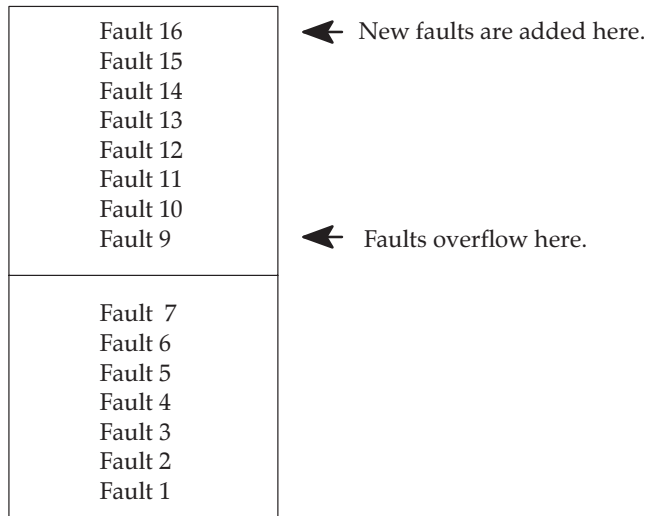 Fault 16 New faults are added here.
Fault 15
Fault 14
Fault 13
Fault 12
Fault 11
Fault 10
Fault 9 Faults overflow here.
Fault 7
Fault 6
Fault 5
Fault 4
Fault 3
Fault 2
Fault 1